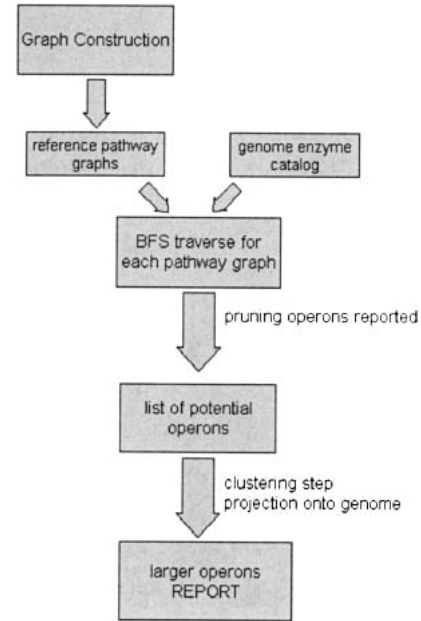 Graph Construction
reference pathway
graphs
genome enzyme
catalog
BFS traverse for
each pathway graph
pruning operons reported
list of potential
operons
clustering step
projection onto genome
larger operons
REPORT